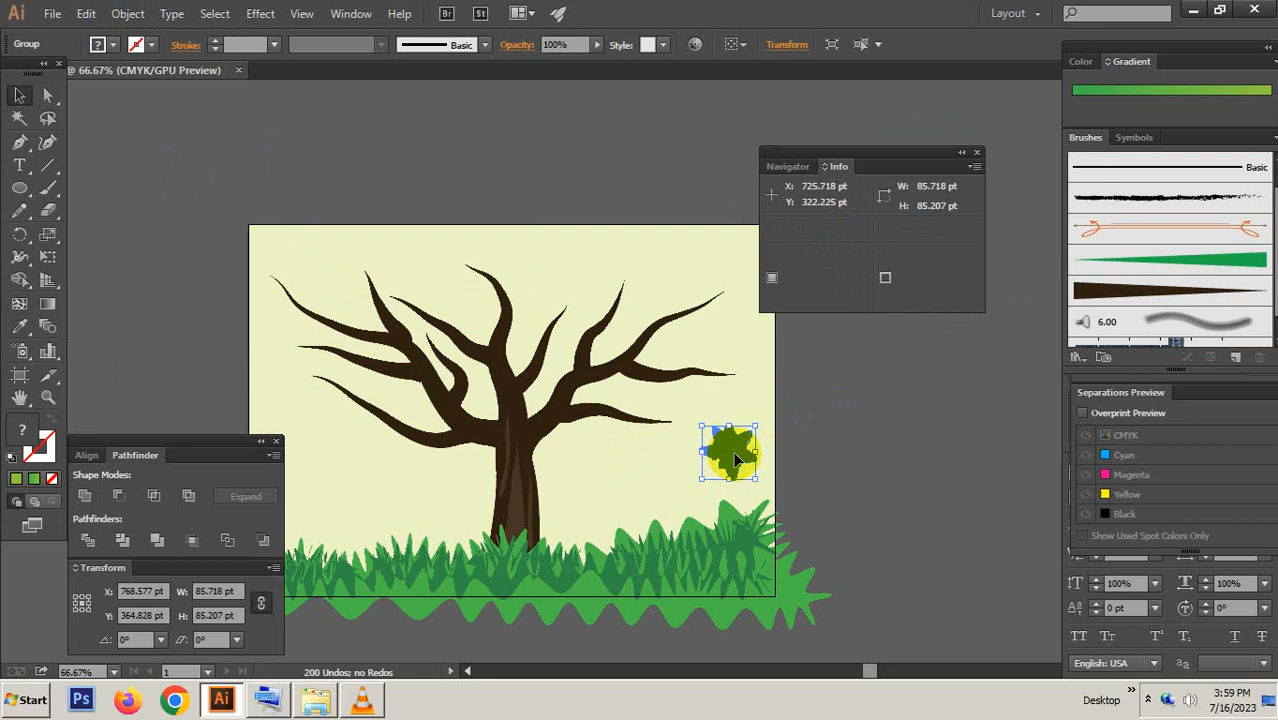 Ai File Edit Object Type Select Effect View Window Help Br St Layout
Group ? Stroke: Basic Opacity: 100% Style: Transform
@ 66.67% (CMYK/GPU Preview) ×
Color Gradient
Brushes Symbols
Basic
6.00
Navigator Info
X: 725.718 pt W: 85.718 pt
Y: 322.225 pt H: 85.207 pt
Separations Preview
Overprint Preview
CMYK
Cyan
Magenta
Yellow
Black
Show Used Spot Colors Only
100% 100%
0 pt 0°
English: USA
Align Pathfinder
Shape Modes:
Expand
Pathfinders:
Transform
X: 768.577 pt W: 85.718 pt
Y: 364.828 pt H: 85.207 pt
0° 0°
66.67% 1 200 Undos; no Redos
Start Ps Ai Desktop 3:59 PM
7/16/2023